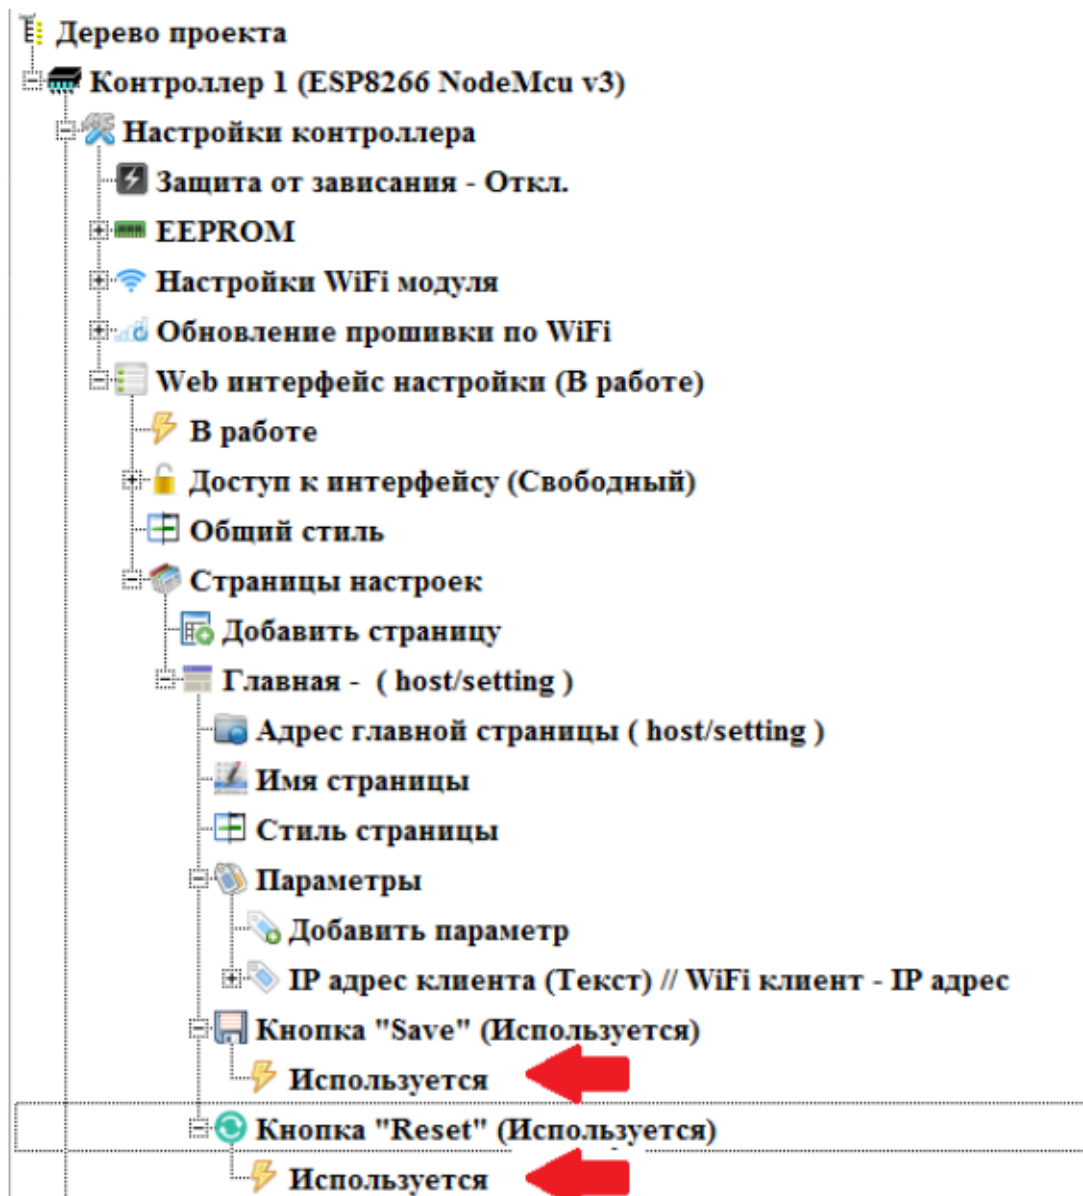 Дерево проекта
Контроллер 1 (ESP8266 NodeMcu v3)
Настройки контроллера
Защита от зависания - Откл.
EEPROM
Настройки WiFi модуля
Обновление прошивки по WiFi
Web интерфейс настройки (В работе)
В работе
Доступ к интерфейсу (Свободный)
Общий стиль
Страницы настроек
Добавить страницу
Главная - ( host/setting )
Адрес главной страницы ( host/setting )
Имя страницы
Стиль страницы
Параметры
Добавить параметр
IP адрес клиента (Текст) // WiFi клиент - IP адрес
Кнопка "Save" (Используется)
Используется
Кнопка "Reset" (Используется)
Используется